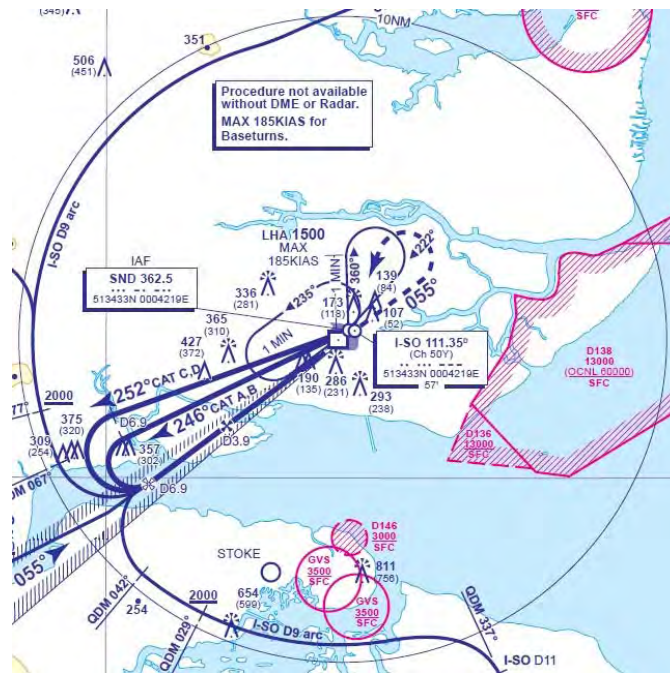 (345)
351
10NM
SFC
506
(451)
Procedure not available
without DME or Radar.
MAX 185KIAS for
Baseturns.
I-SO D9 arc
LHA 1500
MAX
185KIAS
IAF
SND 362.5
513433N 0004219E
1 MIN
360°
222°
336
(281)
235°
173
(118)
139
(84)
055°
107
(52)
365
(310)
1 MIN
I-SO 111.35D
(Ch 50Y)
513433N 0004219E
57'
427
(372)
D138
13000
(OCNL 60000)
SFC
252° CAT C,D
190
(135)
286
(231)
293
(238)
2000
77°
246° CAT A,B
375
(320)
D6.9
D3.9
309
(254)
357
(302)
D136
13000
SFC
DM 067°
D6.9
D146
3000
SFC
055°
STOKE
GVS
3500
SFC
811
(756)
QDM 042°
254
2000
654
(599)
GVS
3500
SFC
QDM 029°
I-SO D9 arc
QDM 337°
I-SO D11